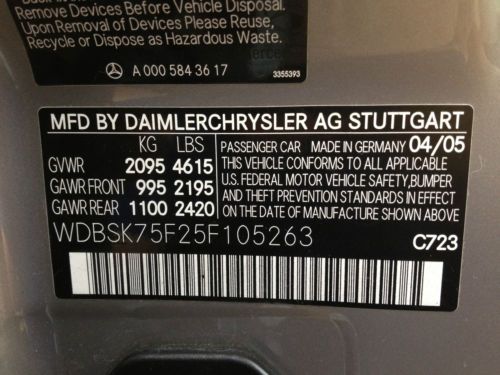 Remove Devices Before Vehicle Disposal.
Upon Removal of Devices Please Reuse,
Recycle or Dispose as Hazardous Waste.
A 000 584 36 17
3355393
MFD BY DAIMLERCHRYSLER AG STUTTGART
KG LBS
GVWR 2095 4615
GAWR FRONT 995 2195
GAWR REAR 1100 2420
PASSENGER CAR MADE IN GERMANY 04/05
THIS VEHICLE CONFORMS TO ALL APPLICABLE
U.S. FEDERAL MOTOR VEHICLE SAFETY,BUMPER
AND THEFT PREVENTION STANDARDS IN EFFECT
ON THE DATE OF MANUFACTURE SHOWN ABOVE
WDBSK75F25F105263
C723